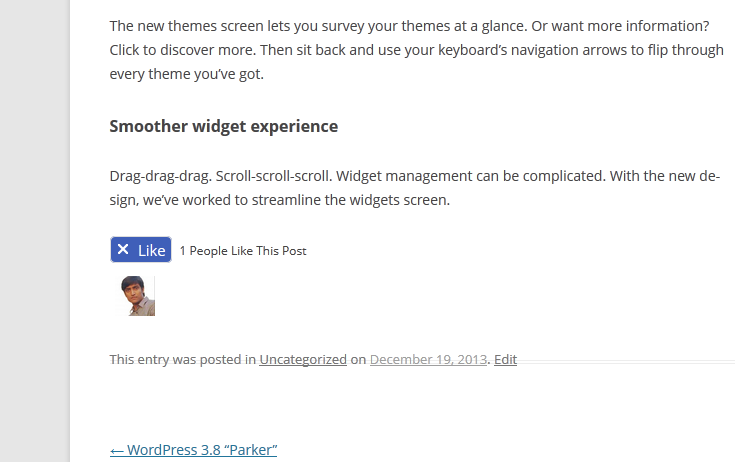 The new themes screen lets you survey your themes at a glance. Or want more information?
Click to discover more. Then sit back and use your keyboard’s navigation arrows to flip through
every theme you’ve got.
Smoother widget experience
Drag-drag-drag. Scroll-scroll-scroll. Widget management can be complicated. With the new de-
sign, we’ve worked to streamline the widgets screen.
× Like 1 People Like This Post
This entry was posted in Uncategorized on December 19, 2013. Edit
← WordPress 3.8 “Parker”